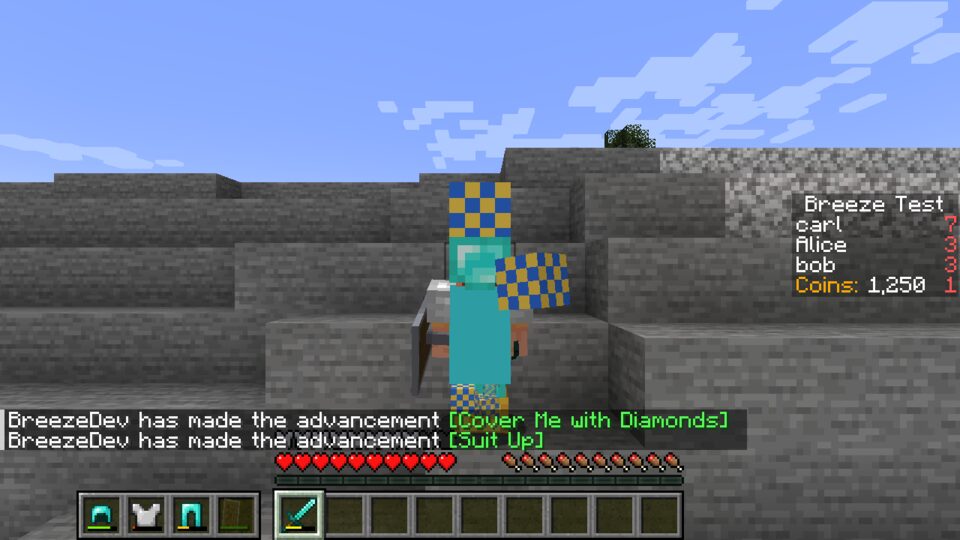 Breeze Test
carl 7
Alice 3
bob 3
Coins: 1,250 1
BreezeDev has made the advancement [Cover Me with Diamonds]
BreezeDev has made the advancement [Suit Up]